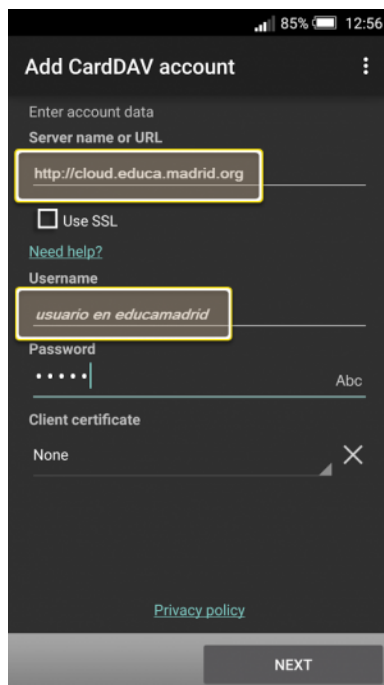 85% 12:56
Add CardDAV account
Enter account data
Server name or URL
http://cloud.educa.madrid.org
Use SSL
Need help?
Username
usuario en educamadrid
Password
•••••
Abc
Client certificate
None
Privacy policy
NEXT